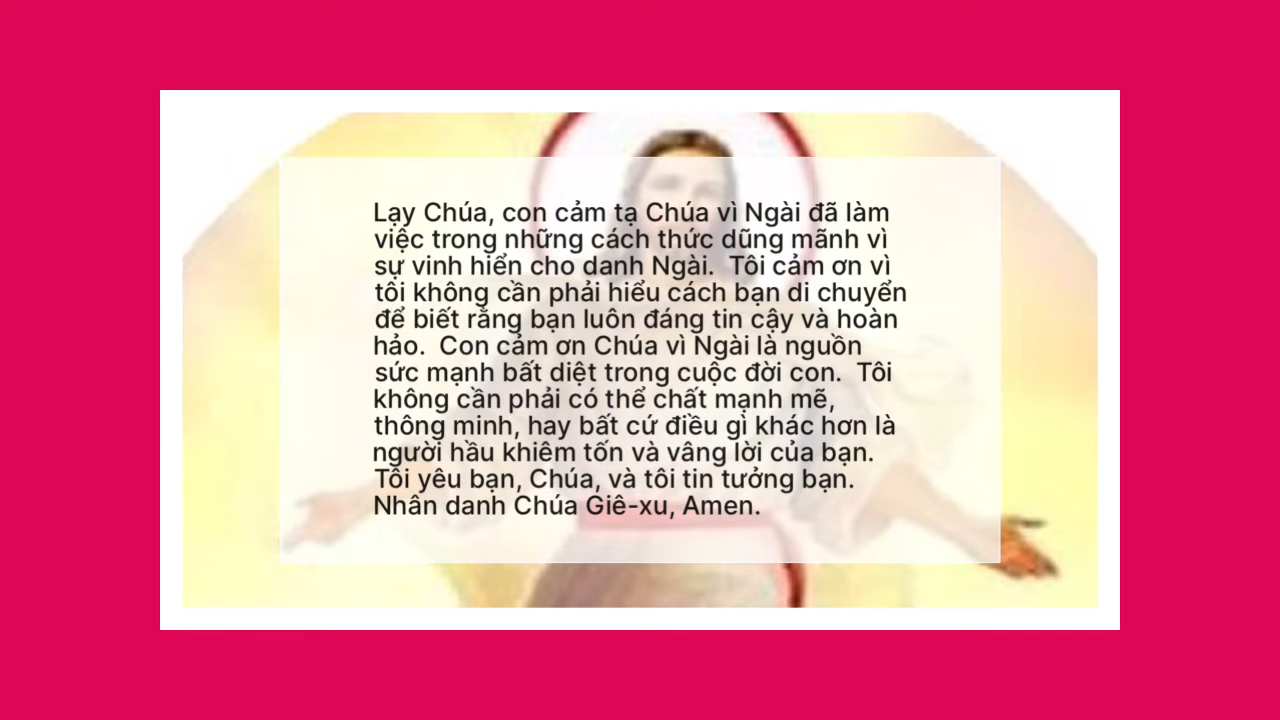 Lạy Chúa, con cảm tạ Chúa vì Ngài đã làm
việc trong những cách thức dũng mãnh vì
sự vinh hiển cho danh Ngài.  Tôi cảm ơn vì
tôi không cần phải hiểu cách bạn di chuyển
để biết rằng bạn luôn đáng tin cậy và hoàn
hảo.  Con cảm ơn Chúa vì Ngài là nguồn
sức mạnh bất diệt trong cuộc đời con.  Tôi
không cần phải có thể chất mạnh mẽ,
thông minh, hay bất cứ điều gì khác hơn là
người hầu khiêm tốn và vâng lời của bạn.
Tôi yêu bạn, Chúa, và tôi tin tưởng bạn.
Nhân danh Chúa Giê-xu, Amen.